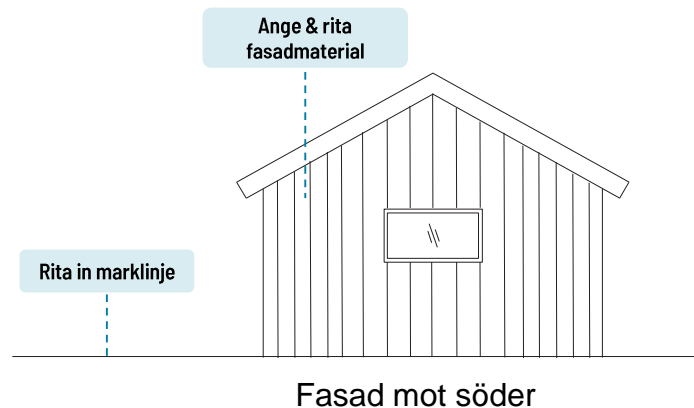 Ange & rita
fasadmaterial
Rita in marklinje
Fasad mot söder